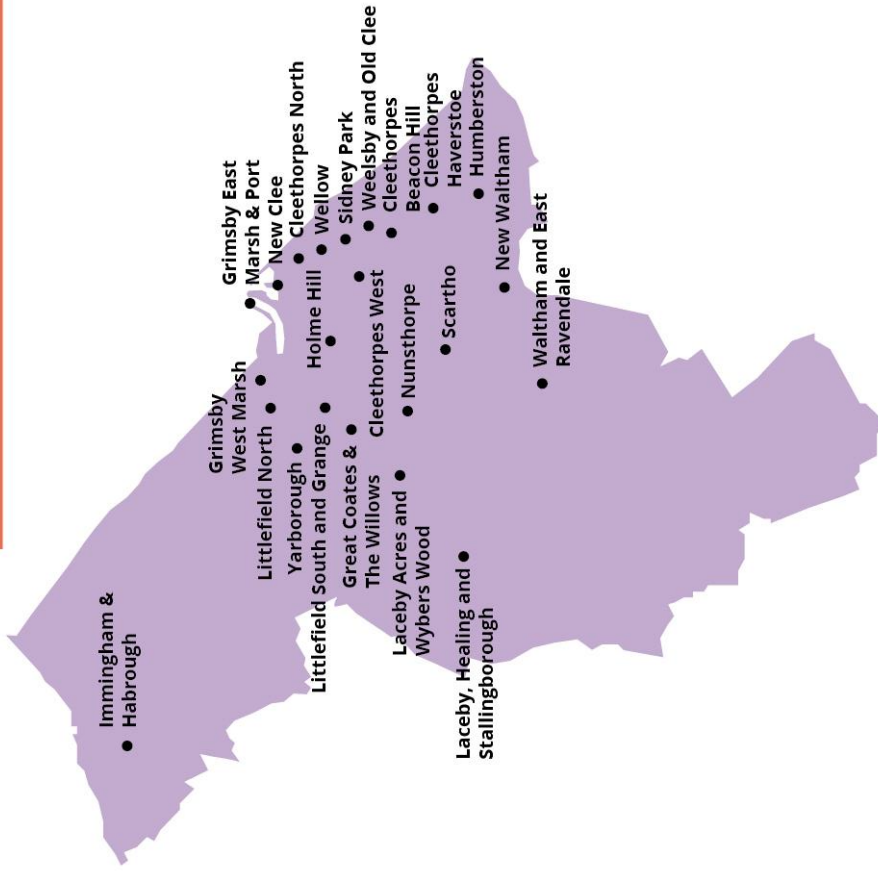 Immingham &
Habrough
Grimsby
West Marsh
Grimsby East
Marsh & Port
Littlefield North
New Clee
Yarborough
Cleethorpes North
Holme Hill
Littlefield South and Grange
Wellow
Sidney Park
Great Coates &
The Willows
Weelsby and Old Clee
Cleethorpes West
Cleethorpes
Beacon Hill
Laceby Acres and
Wybers Wood
Nunsthorpe
Cleethorpes
Haverstoe
Scartho
Laceby, Healing and
Stallingborough
Humberston
New Waltham
Waltham and East
Ravendale